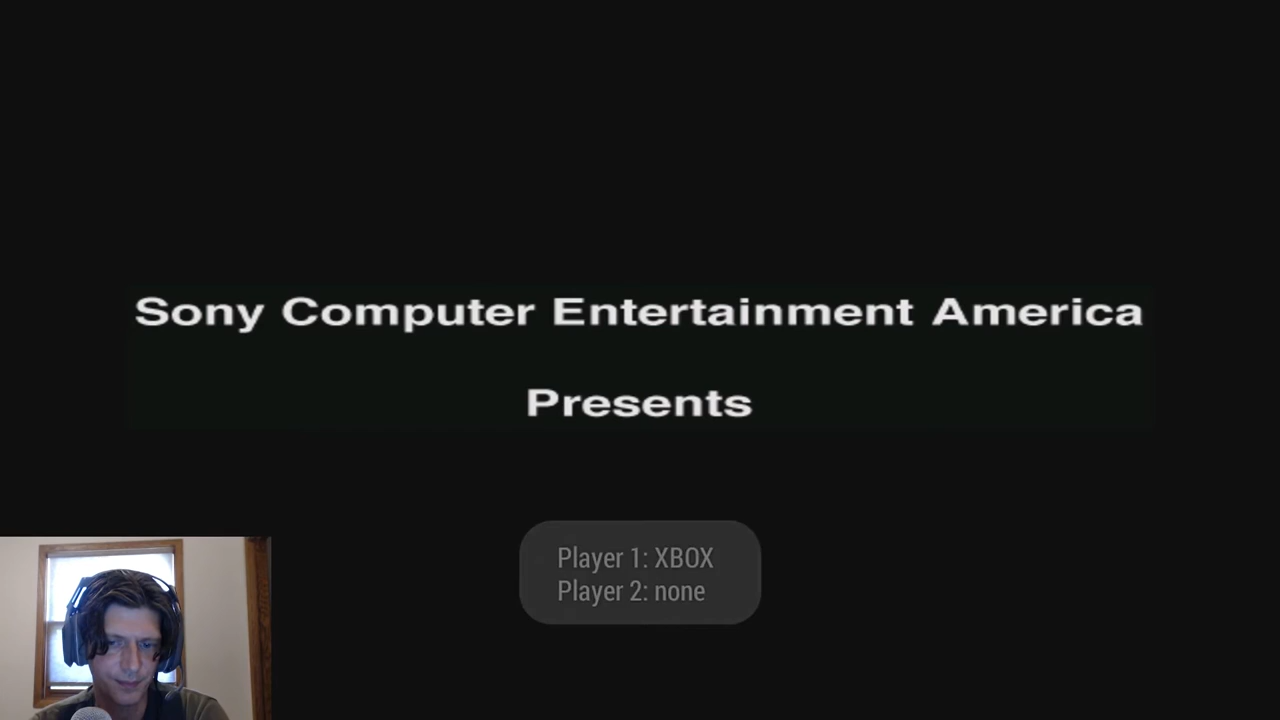 Sony Computer Entertainment America
Presents
Player 1: XBOX
Player 2: none